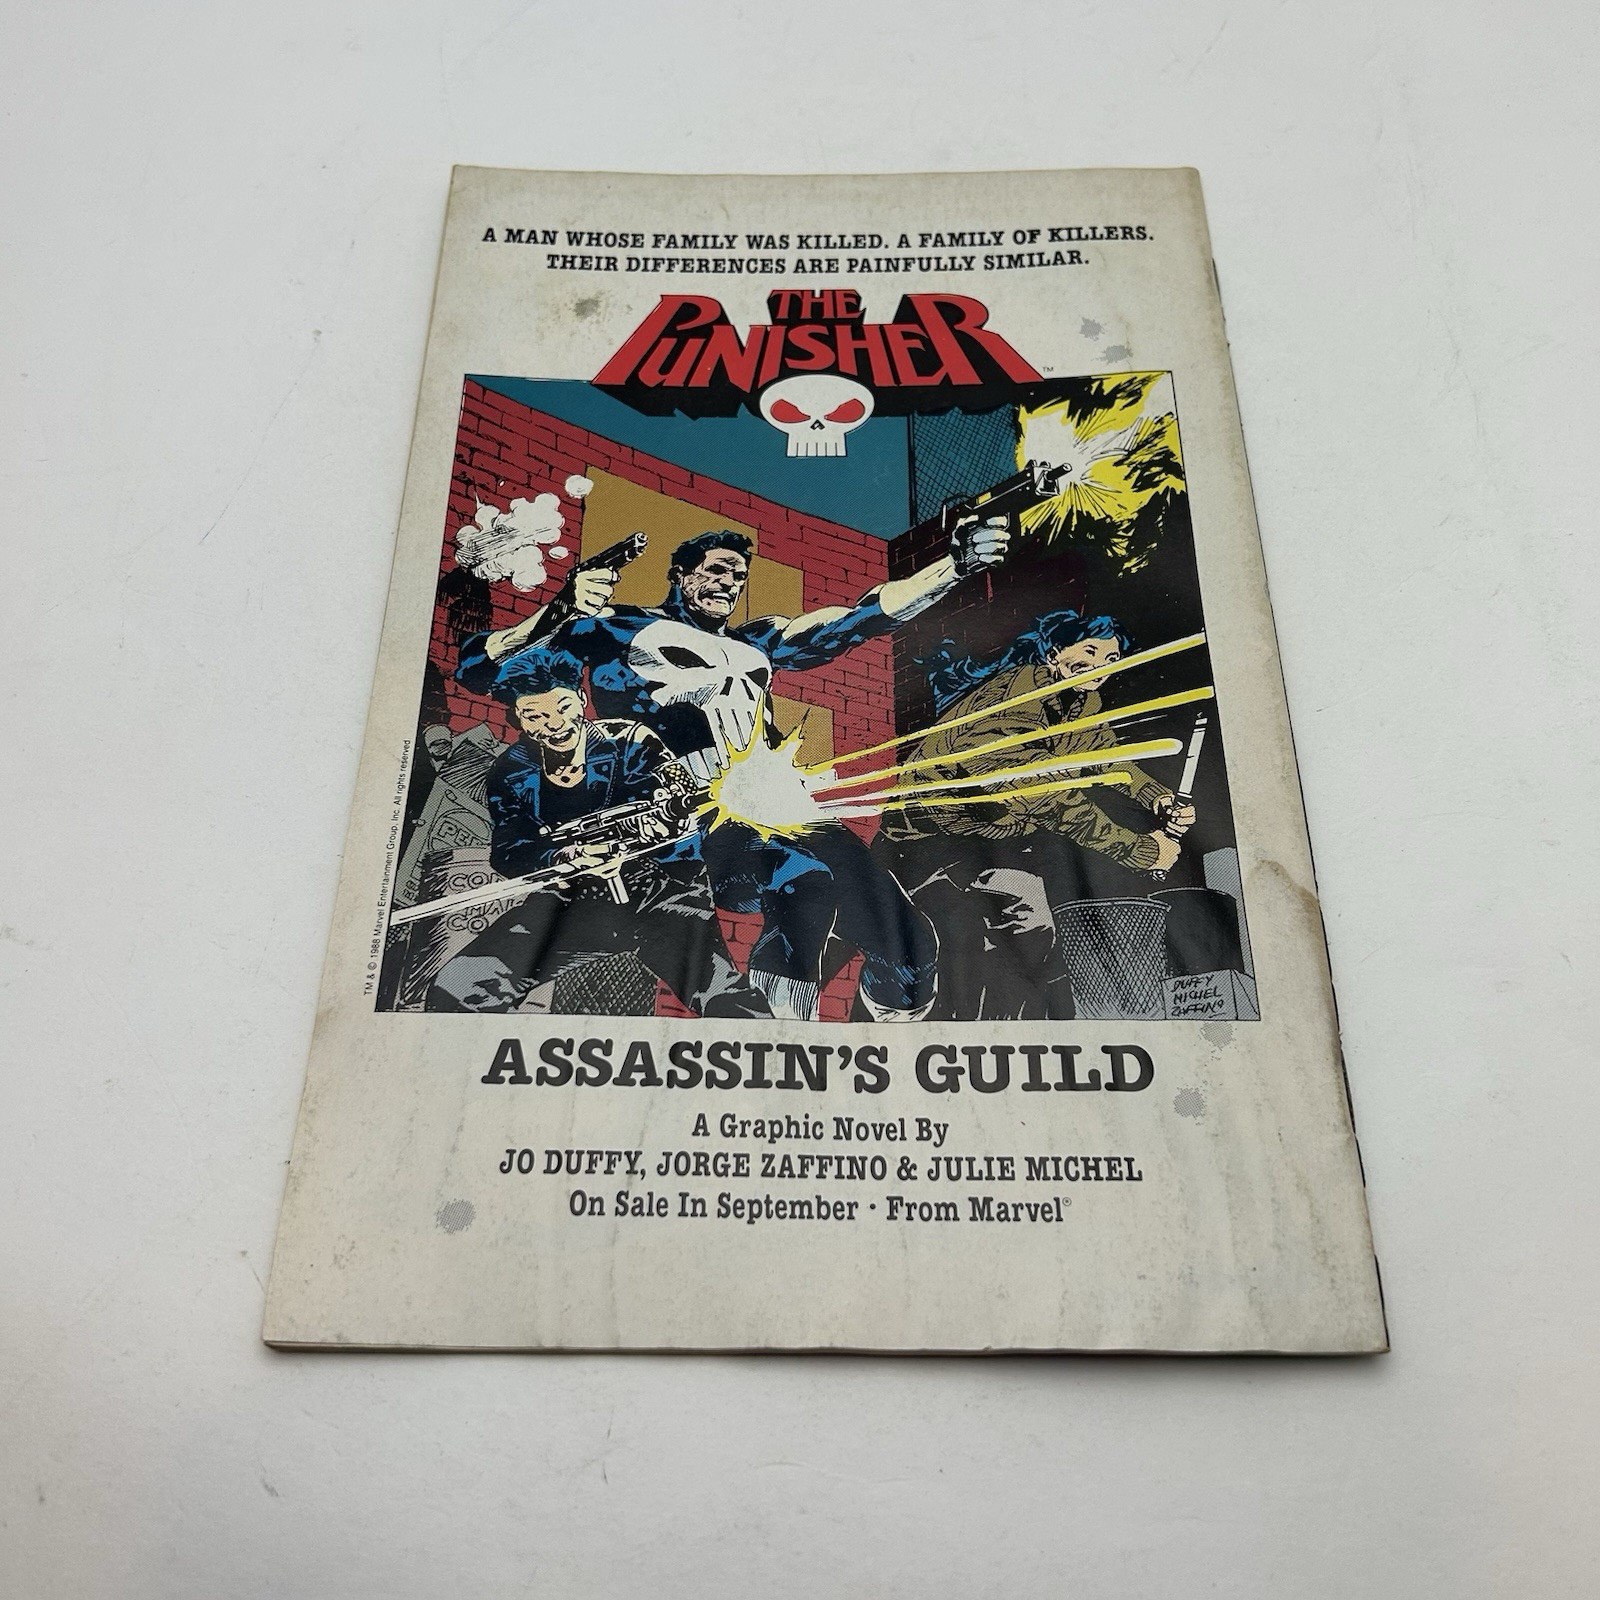 A MAN WHOSE FAMILY WAS KILLED. A FAMILY OF KILLERS.
THEIR DIFFERENCES ARE PAINFULLY SIMILAR.
THE
PUNISHER
TM
TM & © 1988 Marvel Entertainment Group, Inc. All rights reserved.
DUFFY
MICHEL
ZAFFINO
ASSASSIN'S GUILD
A Graphic Novel By
JO DUFFY, JORGE ZAFFINO & JULIE MICHEL
On Sale In September · From Marvel®